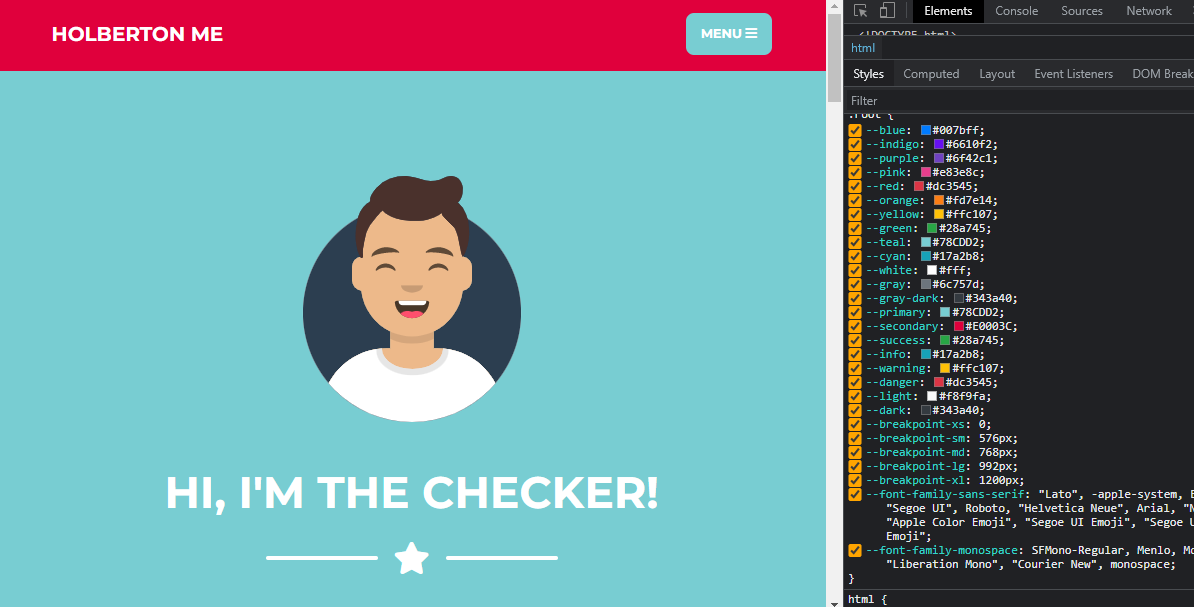 HOLBERTON ME
MENU
HI, I'M THE CHECKER!
Elements Console Sources Network
<!DOCTYPE html>
html
Styles Computed Layout Event Listeners DOM Break
Filter
:root {
--blue: #007bff;
--indigo: #6610f2;
--purple: #6f42c1;
--pink: #e83e8c;
--red: #dc3545;
--orange: #fd7e14;
--yellow: #ffc107;
--green: #28a745;
--teal: #78CDD2;
--cyan: #17a2b8;
--white: #fff;
--gray: #6c757d;
--gray-dark: #343a40;
--primary: #78CDD2;
--secondary: #E0003C;
--success: #28a745;
--info: #17a2b8;
--warning: #ffc107;
--danger: #dc3545;
--light: #f8f9fa;
--dark: #343a40;
--breakpoint-xs: 0;
--breakpoint-sm: 576px;
--breakpoint-md: 768px;
--breakpoint-lg: 992px;
--breakpoint-xl: 1200px;
--font-family-sans-serif: "Lato", -apple-system,
"Segoe UI", Roboto, "Helvetica Neue", Arial,
"Apple Color Emoji", "Segoe UI Emoji", "Segoe
Emoji";
--font-family-monospace: SFMono-Regular, Menlo,
"Liberation Mono", "Courier New", monospace;
}
html {